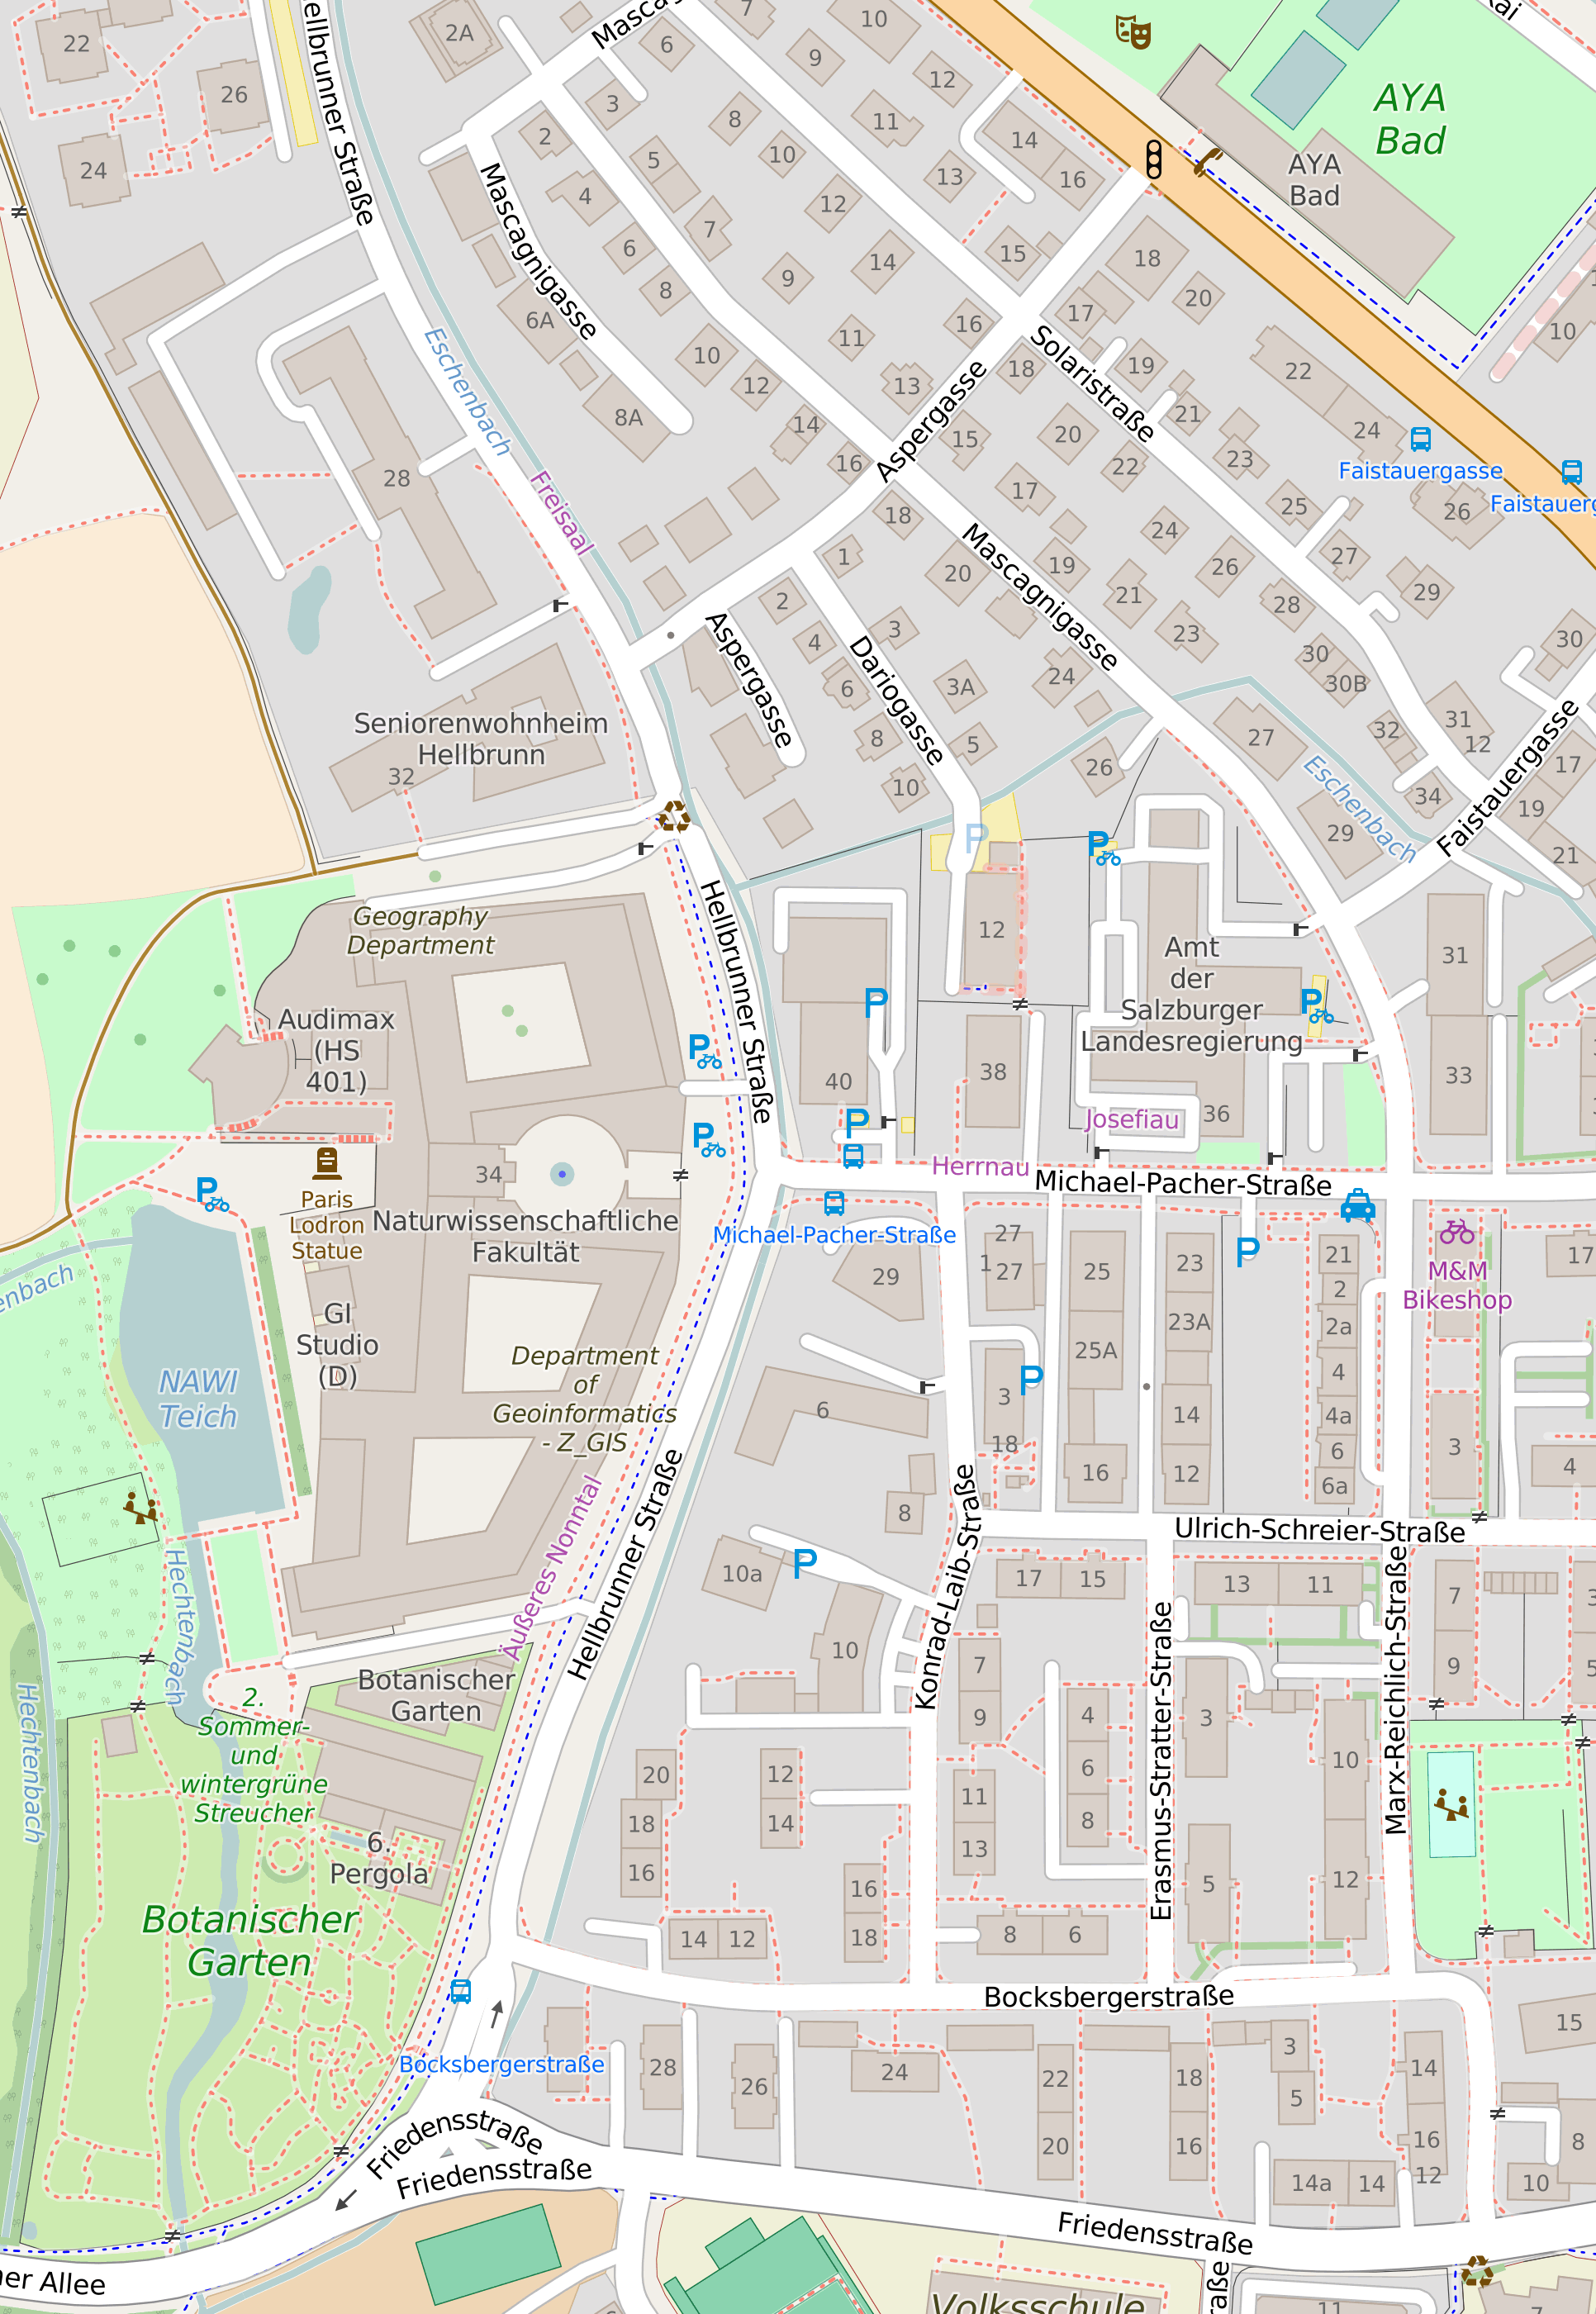 22
26
24
2A
Hellbrunner Straße
6
7
10
9
12
3
2
8
11
5
10
14
16
13
4
12
7
6
14
15
18
20
8
9
17
16
6A
11
10
12
13
18
19
21
8A
14
15
20
22
23
16
17
25
24
26
22
24
AYA
Bad
AYA
Bad
10
Faistauergasse
Mascagnigasse
Eschenbach
Freisaal
28
Aspergasse
Solaristraße
18
1
2
4
3
6
3A
8
5
10
20
19
21
23
24
26
27
28
29
30
30B
30
31
12
32
34
17
19
21
27
29
26
Aspergasse
Dariogasse
Mascagnigasse
Eschenbach
Faistauergasse
Seniorenwohnheim
Hellbrunn
32
Geography
Department
Hellbrunner Straße
Audimax
(HS
401)
34
Paris
Lodron
Statue
Naturwissenschaftliche
Fakultät
P
12
P
40
P
38
Amt
der
Salzburger
Landesregierung
36
Josefiau
Herrnau
31
33
Michael-Pacher-Straße
Michael-Pacher-Straße
GI
Studio
(D)
NAWI
Teich
Department
of
Geoinformatics
- Z_GIS
29
27
27
25
25A
23
23A
P
21
2
2a
4
4a
6
6a
M&M
Bikeshop
17
3
4
6
3
P
18
16
14
12
8
Äußeres Nonntal
Hellbrunner Straße
Konrad-Laib-Straße
Ulrich-Schreier-Straße
Hechtenbach
Hechtenbach
10a
P
10
17
15
13
11
7
9
7
9
11
13
4
6
8
3
5
10
12
Erasmus-Stratter-Straße
Marx-Reichlich-Straße
Botanischer
Garten
2.
Sommer-
und
wintergrüne
Streucher
6.
Pergola
Botanischer
Garten
20
18
16
12
14
16
18
14
12
8
6
Bocksbergerstraße
Bocksbergerstraße
28
26
24
22
20
18
16
3
5
14
16
12
14a
14
15
8
10
Friedensstraße
Friedensstraße
Friedensstraße
Volksschule
11